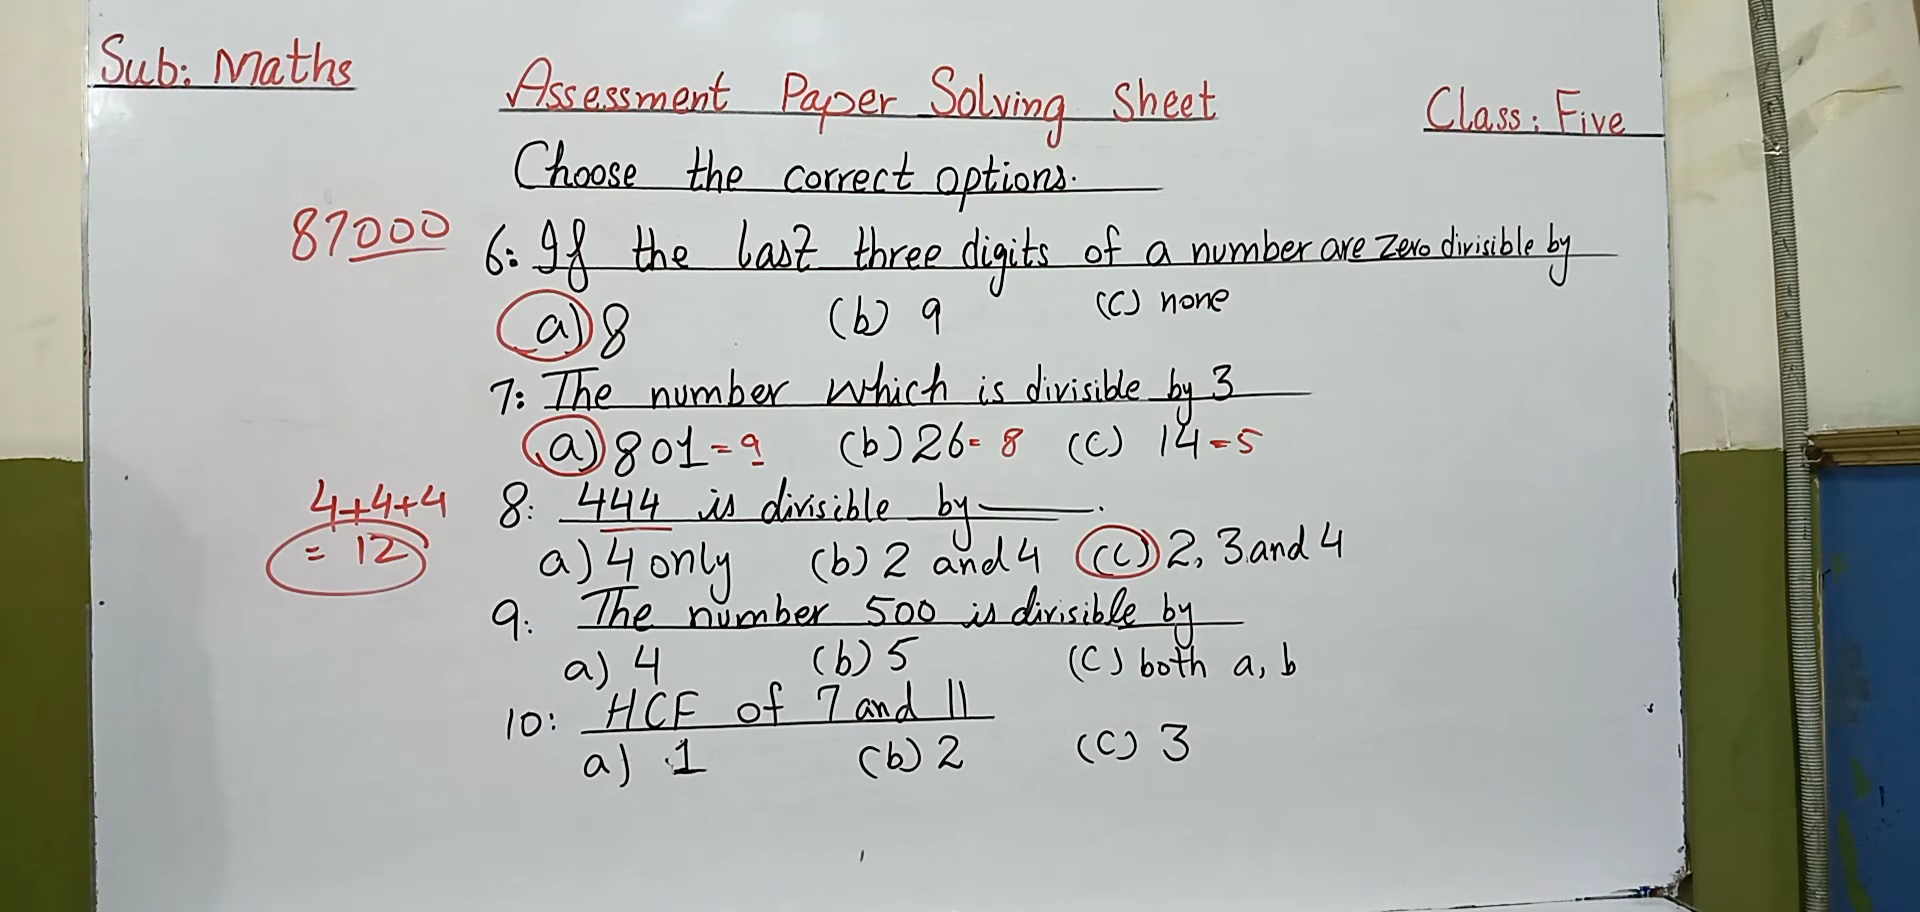 Sub: Maths
Assessment Paper Solving Sheet
Class: Five
Choose the correct options.
87000
6: If the last three digits of a number are zero divisible by
a) 8 (b) 9 (c) none
7: The number which is divisible by 3
a) 801 = 9 (b) 26 = 8 (c) 14 = 5
4+4+4
= 12
8: 444 is divisible by ____.
a) 4 only (b) 2 and 4 (c) 2, 3 and 4
9: The number 500 is divisible by
a) 4 (b) 5 (c) both a, b
10: HCF of 7 and 11
a) 1 (b) 2 (c) 3